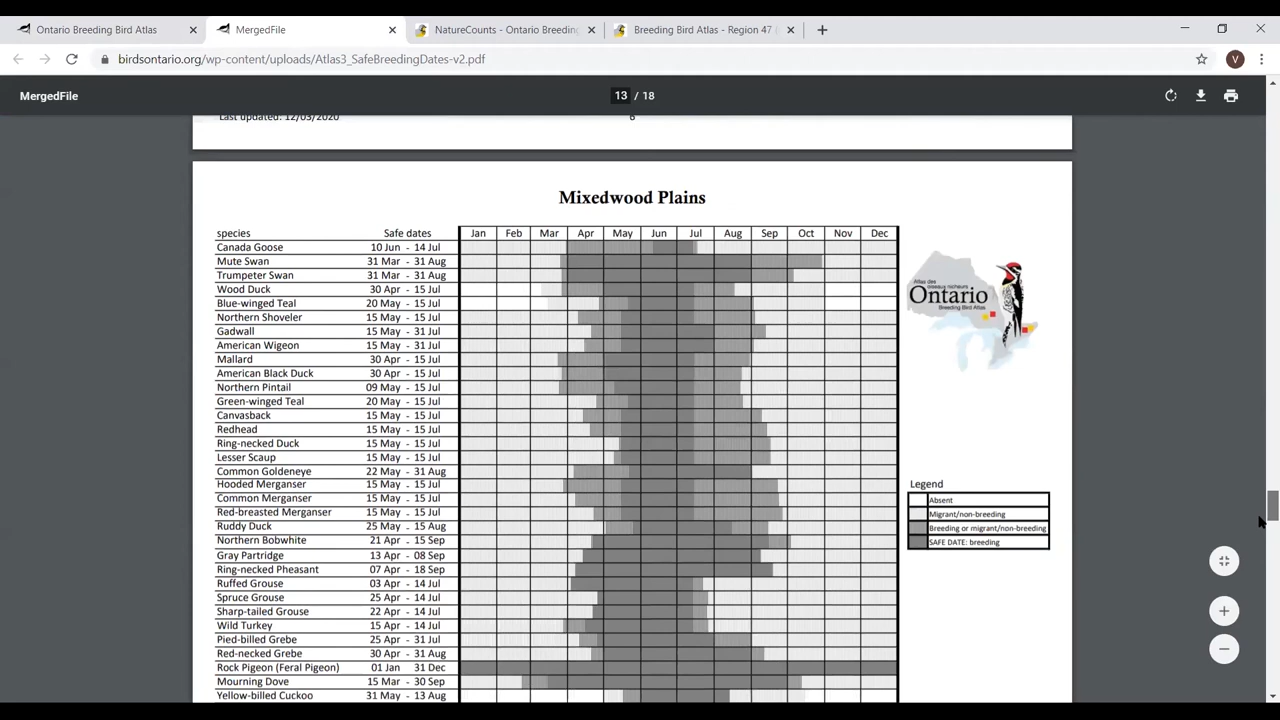 Ontario Breeding Bird Atlas
MergedFile
NatureCounts - Ontario Breeding
Breeding Bird Atlas - Region 47 (
birdsontario.org/wp-content/uploads/Atlas3_SafeBreedingDates-v2.pdf
V
MergedFile
13 / 18
Last updated: 12/03/2020 6
Mixedwood Plains
species Safe dates Jan Feb Mar Apr May Jun Jul Aug Sep Oct Nov Dec
Canada Goose 10 Jun - 14 Jul
Mute Swan 31 Mar - 31 Aug
Trumpeter Swan 31 Mar - 31 Aug
Wood Duck 30 Apr - 15 Jul
Blue-winged Teal 20 May - 15 Jul
Northern Shoveler 15 May - 15 Jul
Gadwall 15 May - 31 Jul
American Wigeon 15 May - 31 Jul
Mallard 30 Apr - 15 Jul
American Black Duck 30 Apr - 15 Jul
Northern Pintail 09 May - 15 Jul
Green-winged Teal 20 May - 15 Jul
Canvasback 15 May - 15 Jul
Redhead 15 May - 15 Jul
Ring-necked Duck 15 May - 15 Jul
Lesser Scaup 15 May - 15 Jul
Common Goldeneye 22 May - 31 Aug
Hooded Merganser 15 May - 15 Jul
Common Merganser 15 May - 15 Jul
Red-breasted Merganser 15 May - 15 Jul
Ruddy Duck 25 May - 15 Aug
Northern Bobwhite 21 Apr - 15 Sep
Gray Partridge 13 Apr - 08 Sep
Ring-necked Pheasant 07 Apr - 18 Sep
Ruffed Grouse 03 Apr - 14 Jul
Spruce Grouse 25 Apr - 14 Jul
Sharp-tailed Grouse 22 Apr - 14 Jul
Wild Turkey 15 Apr - 14 Jul
Pied-billed Grebe 25 Apr - 31 Jul
Red-necked Grebe 30 Apr - 31 Aug
Rock Pigeon (Feral Pigeon) 01 Jan 31 Dec
Mourning Dove 15 Mar - 30 Sep
Yellow-billed Cuckoo 31 May - 13 Aug
Atlas des
oiseaux nicheurs
Ontario
Breeding Bird Atlas
Legend
Absent
Migrant/non-breeding
Breeding or migrant/non-breeding
SAFE DATE: breeding